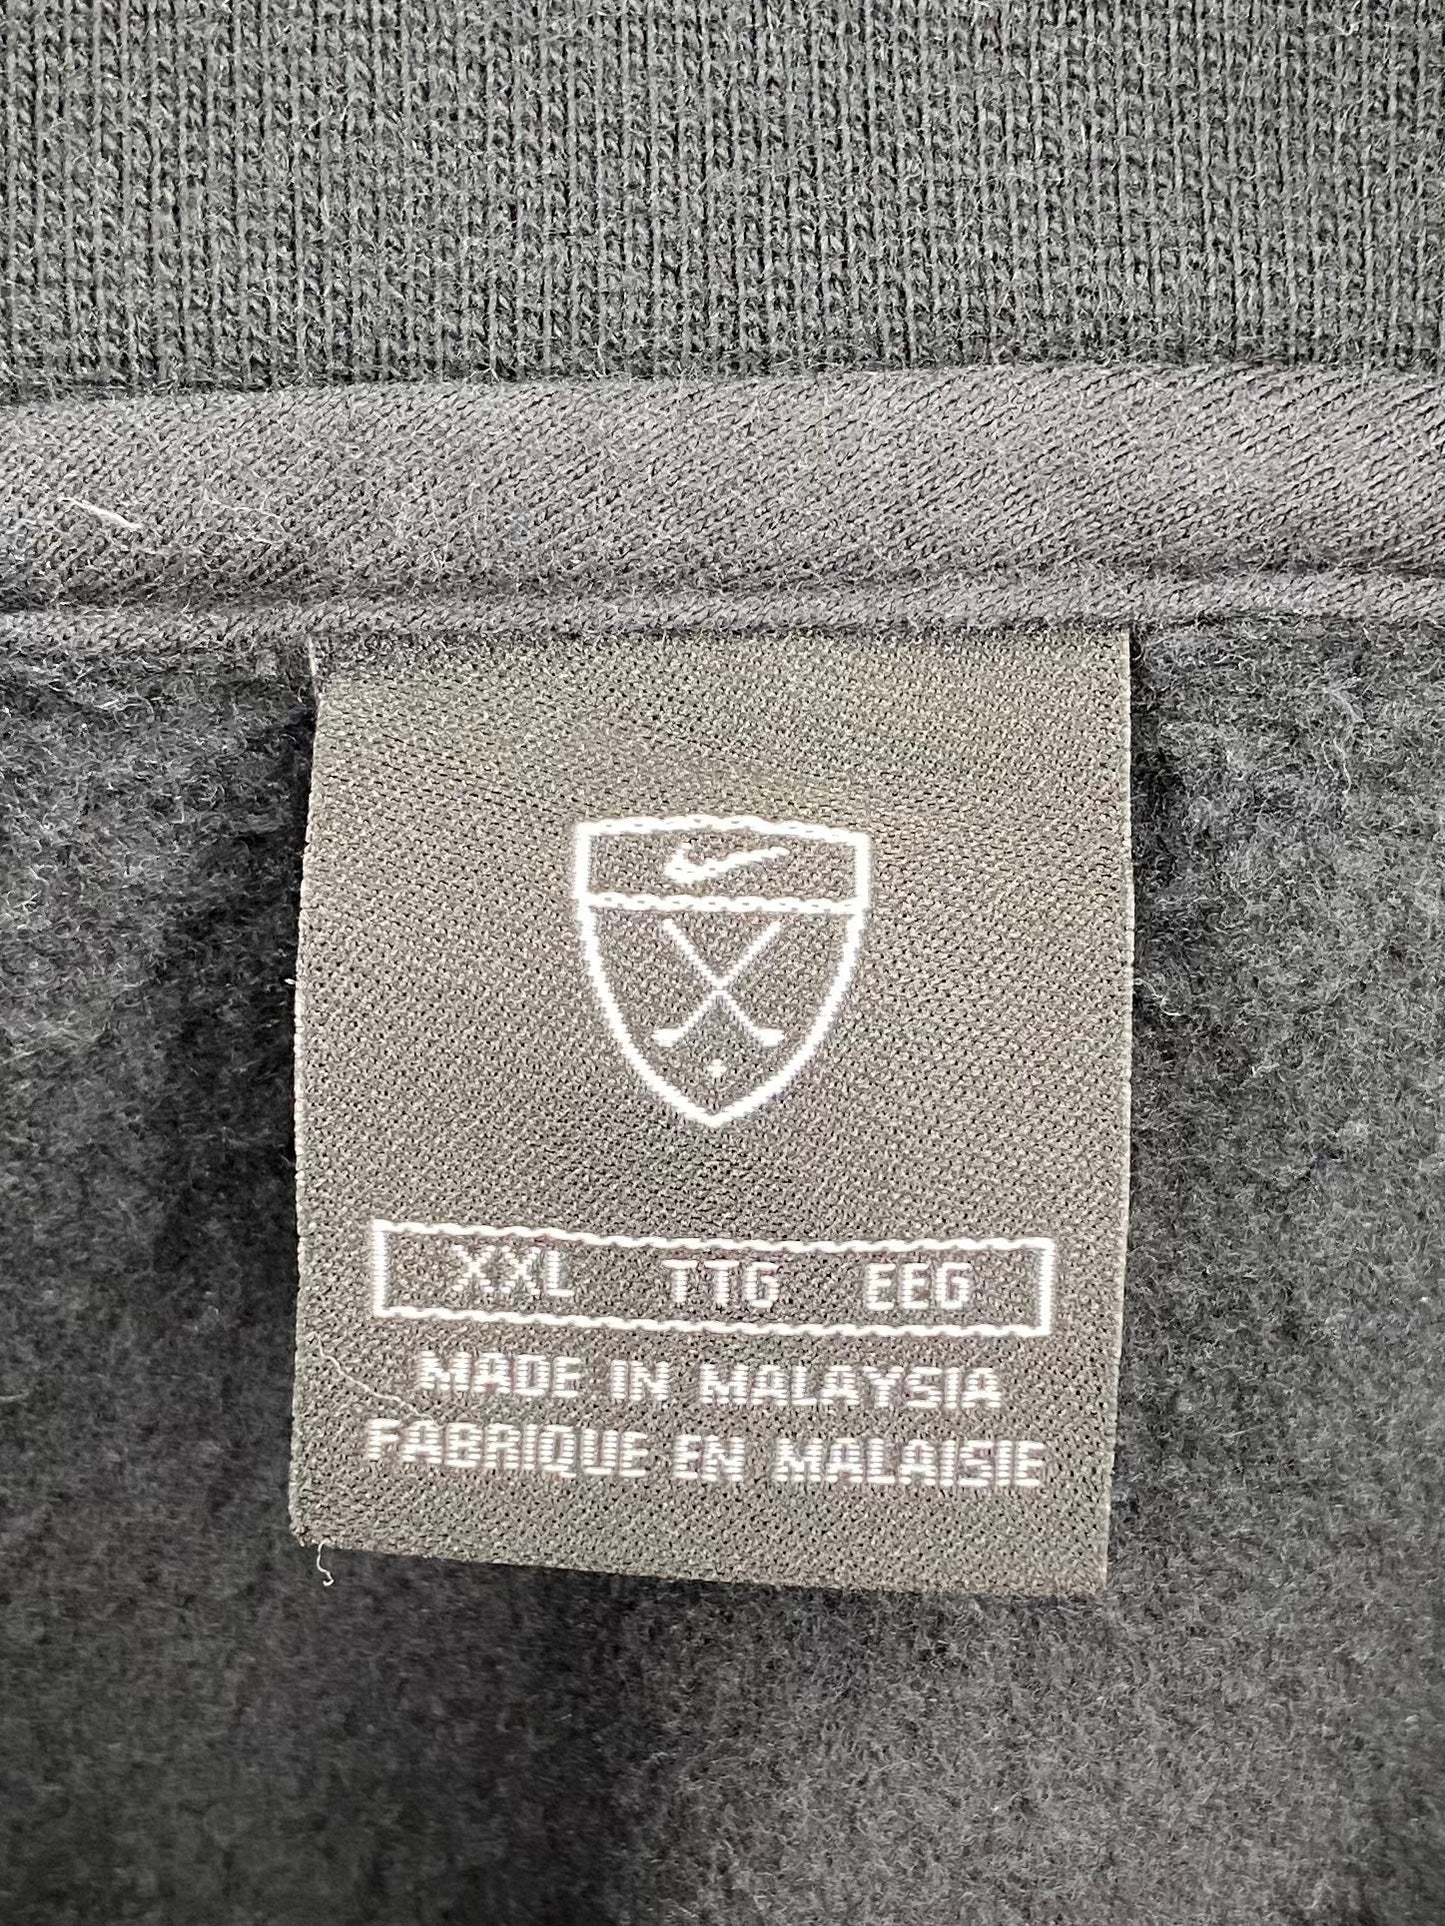 XXL TTG EEG
MADE IN MALAYSIA
FABRIQUE EN MALAISIE